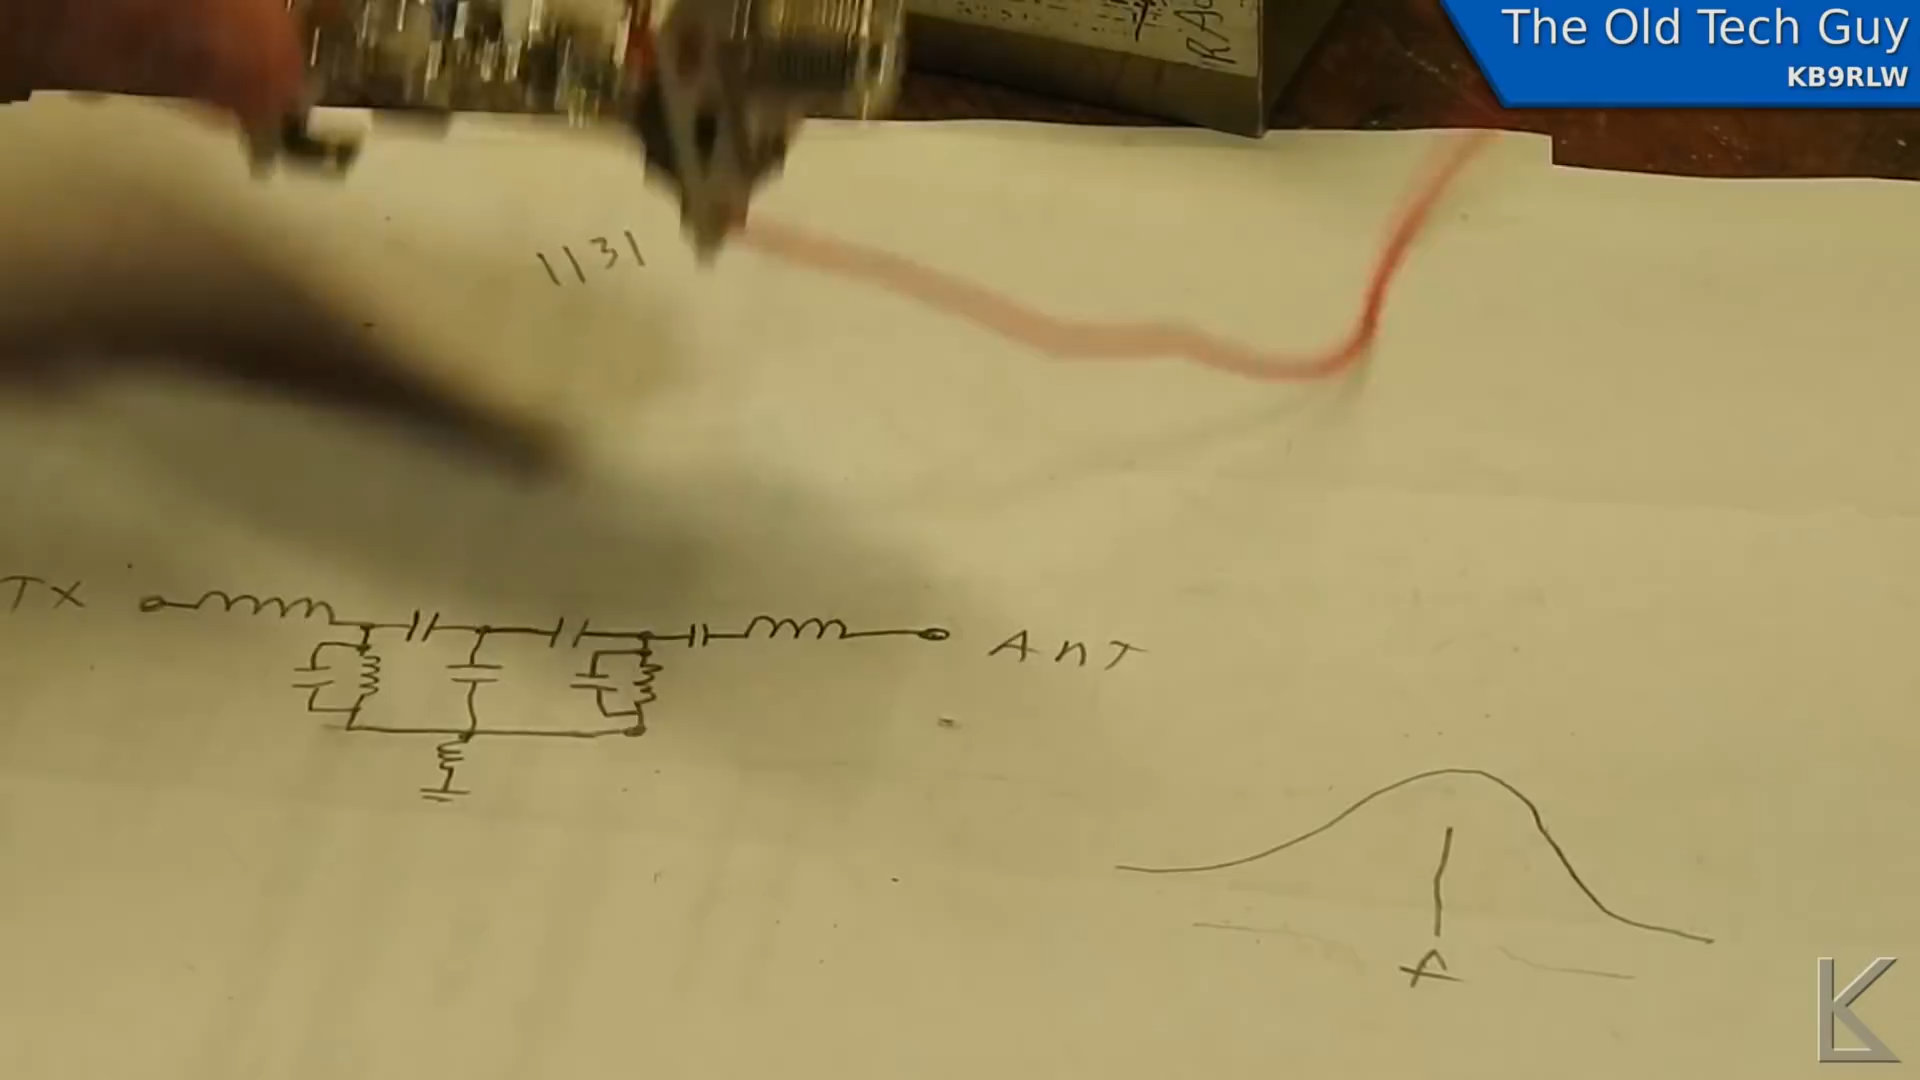 The Old Tech Guy
KB9RLW
1131
TX
ANT
f
K